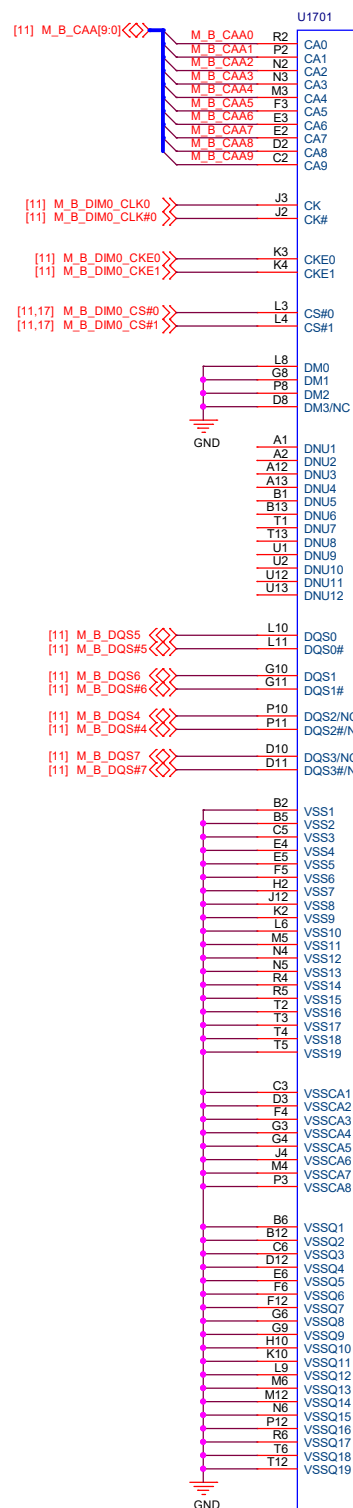 U1701
[11] M_B_CAA[9:0]
M_B_CAA0 R2 CA0
M_B_CAA1 P2 CA1
M_B_CAA2 N2 CA2
M_B_CAA3 N3 CA3
M_B_CAA4 M3 CA4
M_B_CAA5 F3 CA5
M_B_CAA6 E3 CA6
M_B_CAA7 E2 CA7
M_B_CAA8 D2 CA8
M_B_CAA9 C2 CA9
[11] M_B_DIM0_CLK0 J3 CK
[11] M_B_DIM0_CLK#0 J2 CK#
[11] M_B_DIM0_CKE0 K3 CKE0
[11] M_B_DIM0_CKE1 K4 CKE1
[11,17] M_B_DIM0_CS#0 L3 CS#0
[11,17] M_B_DIM0_CS#1 L4 CS#1
L8 DM0
G8 DM1
P8 DM2
D8 DM3/NC
GND
A1 DNU1
A2 DNU2
A12 DNU3
A13 DNU4
B1 DNU5
B13 DNU6
T1 DNU7
T13 DNU8
U1 DNU9
U2 DNU10
U12 DNU11
U13 DNU12
[11] M_B_DQS5 L10 DQS0
[11] M_B_DQS#5 L11 DQS0#
[11] M_B_DQS6 G10 DQS1
[11] M_B_DQS#6 G11 DQS1#
[11] M_B_DQS4 P10 DQS2/NC
[11] M_B_DQS#4 P11 DQS2#/N
[11] M_B_DQS7 D10 DQS3/NC
[11] M_B_DQS#7 D11 DQS3#/N
B2 VSS1
B5 VSS2
C5 VSS3
E4 VSS4
E5 VSS5
F5 VSS6
H2 VSS7
J12 VSS8
K2 VSS9
L6 VSS10
M5 VSS11
N4 VSS12
N5 VSS13
R4 VSS14
R5 VSS15
T2 VSS16
T3 VSS17
T4 VSS18
T5 VSS19
C3 VSSCA1
D3 VSSCA2
F4 VSSCA3
G3 VSSCA4
G4 VSSCA5
J4 VSSCA6
M4 VSSCA7
P3 VSSCA8
B6 VSSQ1
B12 VSSQ2
C6 VSSQ3
D12 VSSQ4
E6 VSSQ5
F6 VSSQ6
F12 VSSQ7
G6 VSSQ8
G9 VSSQ9
H10 VSSQ10
K10 VSSQ11
L9 VSSQ12
M6 VSSQ13
M12 VSSQ14
N6 VSSQ15
P12 VSSQ16
R6 VSSQ17
T6 VSSQ18
T12 VSSQ19
GND